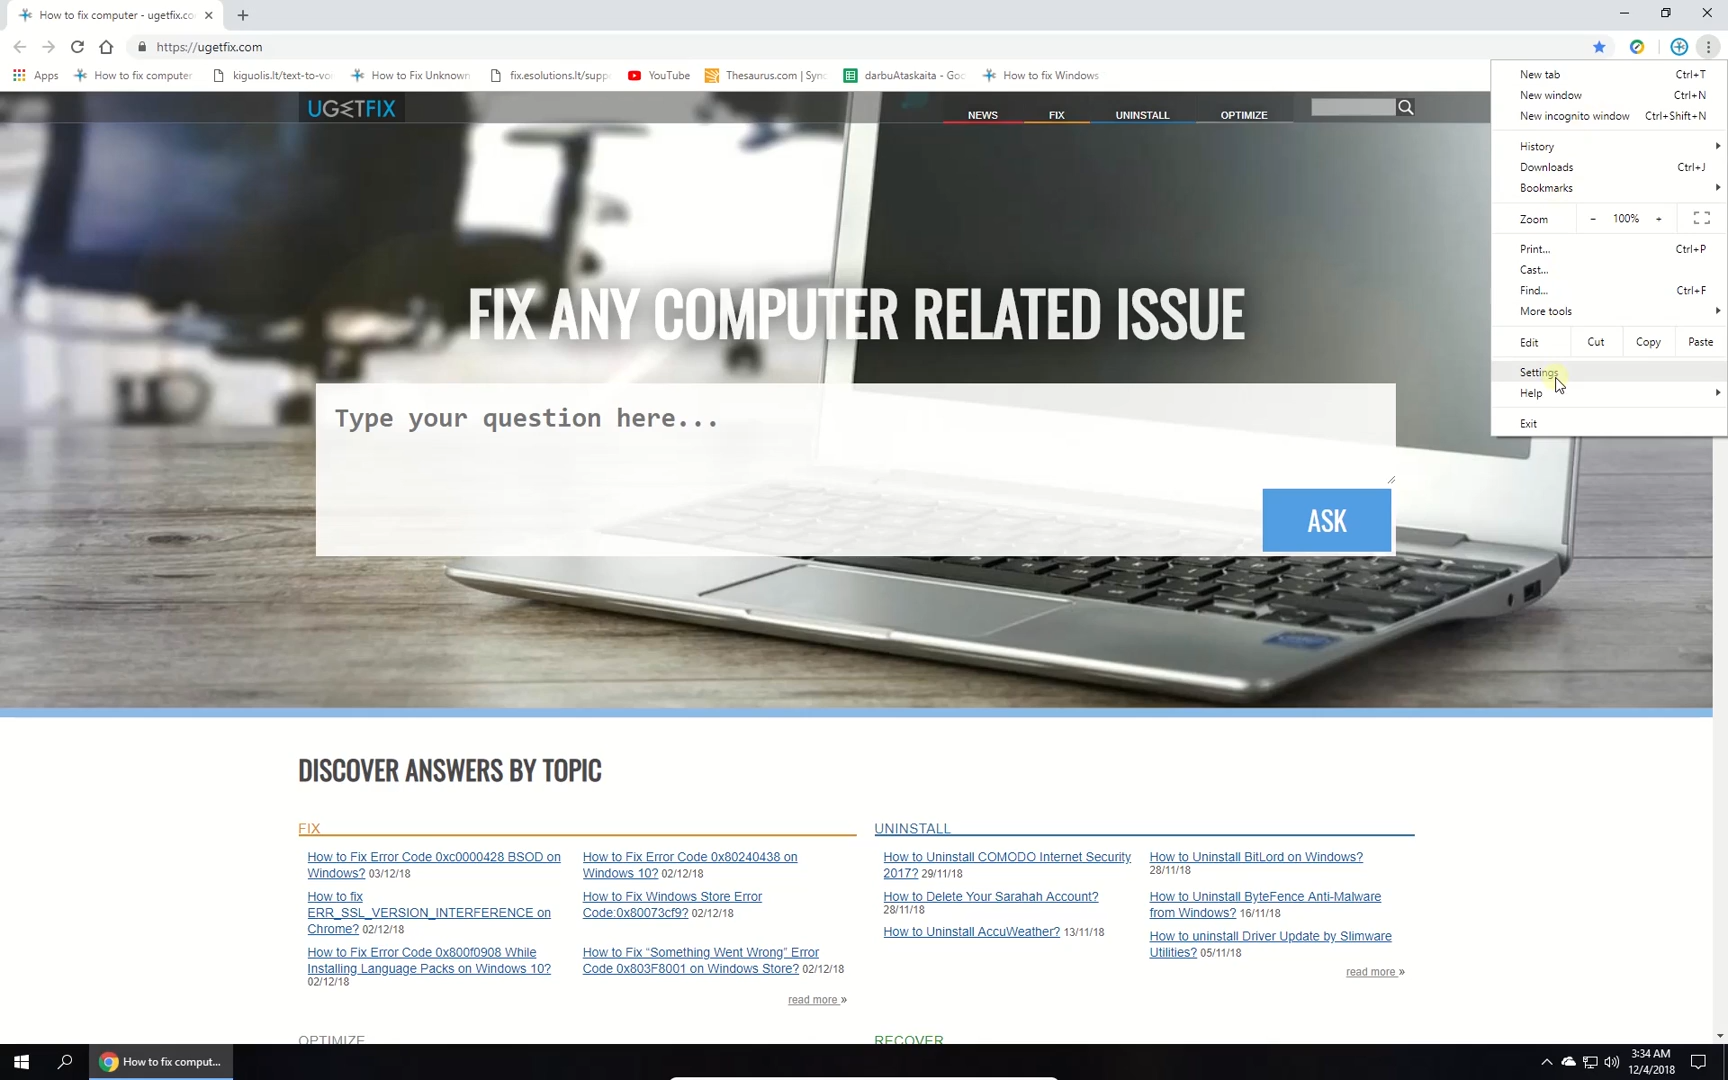 How to fix computer - ugetfix.co
https://ugetfix.com
Apps
How to fix computer
kiguolis.lt/text-to-vo
How to Fix Unknown
fix.esolutions.lt/supp
YouTube
Thesaurus.com | Sync
darbuAtaskaita - Goo
How to fix Windows
New tab Ctrl+T
New window Ctrl+N
New incognito window Ctrl+Shift+N
History
Downloads Ctrl+J
Bookmarks
Zoom - 100% +
Print... Ctrl+P
Cast...
Find... Ctrl+F
More tools
Edit Cut Copy Paste
Settings
Help
Exit
UGETFIX
NEWS FIX UNINSTALL OPTIMIZE
FIX ANY COMPUTER RELATED ISSUE
Type your question here...
ASK
DISCOVER ANSWERS BY TOPIC
FIX
How to Fix Error Code 0xc0000428 BSOD on
Windows? 03/12/18
How to fix
ERR_SSL_VERSION_INTERFERENCE on
Chrome? 02/12/18
How to Fix Error Code 0x800f0908 While
Installing Language Packs on Windows 10?
02/12/18
How to Fix Error Code 0x80240438 on
Windows 10? 02/12/18
How to Fix Windows Store Error
Code:0x80073cf9? 02/12/18
How to Fix “Something Went Wrong” Error
Code 0x803F8001 on Windows Store? 02/12/18
read more »
UNINSTALL
How to Uninstall COMODO Internet Security
2017? 29/11/18
How to Delete Your Sarahah Account?
28/11/18
How to Uninstall AccuWeather? 13/11/18
How to Uninstall BitLord on Windows?
28/11/18
How to Uninstall ByteFence Anti-Malware
from Windows? 16/11/18
How to uninstall Driver Update by Slimware
Utilities? 05/11/18
read more »
OPTIMIZE
RECOVER
How to fix comput...
3:34 AM
12/4/2018